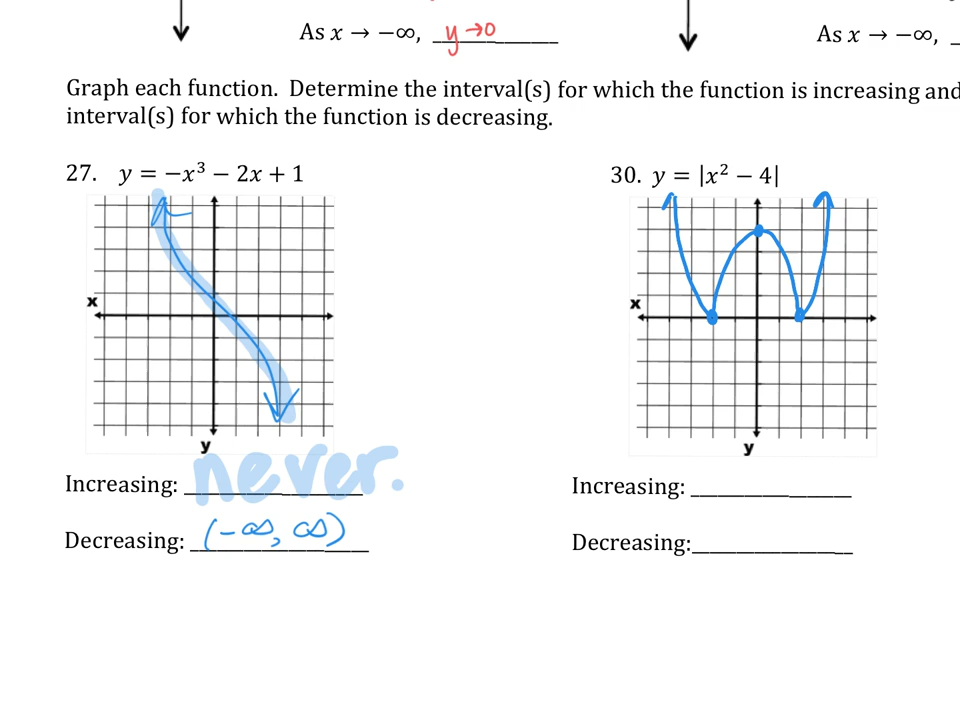 As x → −∞, y→0
As x → −∞,
Graph each function. Determine the interval(s) for which the function is increasing and
interval(s) for which the function is decreasing.
27. y = −x³ − 2x + 1
30. y = |x² − 4|
x
x
y
y
Increasing: never.
Increasing:
Decreasing: (-∞, ∞)
Decreasing: